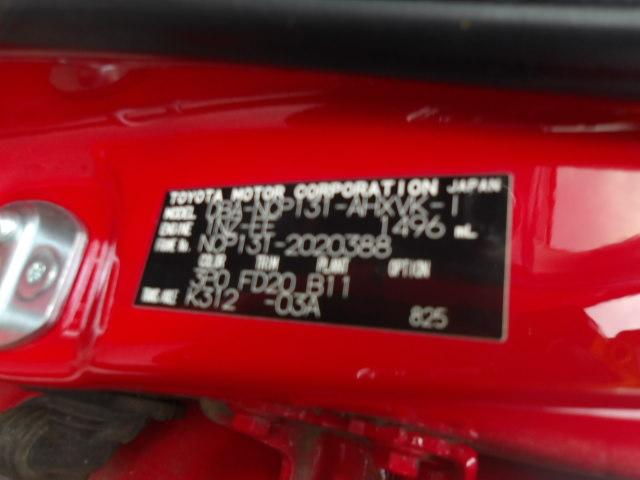 TOYOTA MOTOR CORPORATION JAPAN
MODEL DBA-NCP131-AHXVK-1
ENGINE 1NZ-FE 1496 mL
FRAME No. NCP131-2020388
COLOR TRIM PLANT OPTION
3P0 FD20 B11
TRANS./AXLE K312 -03A
825